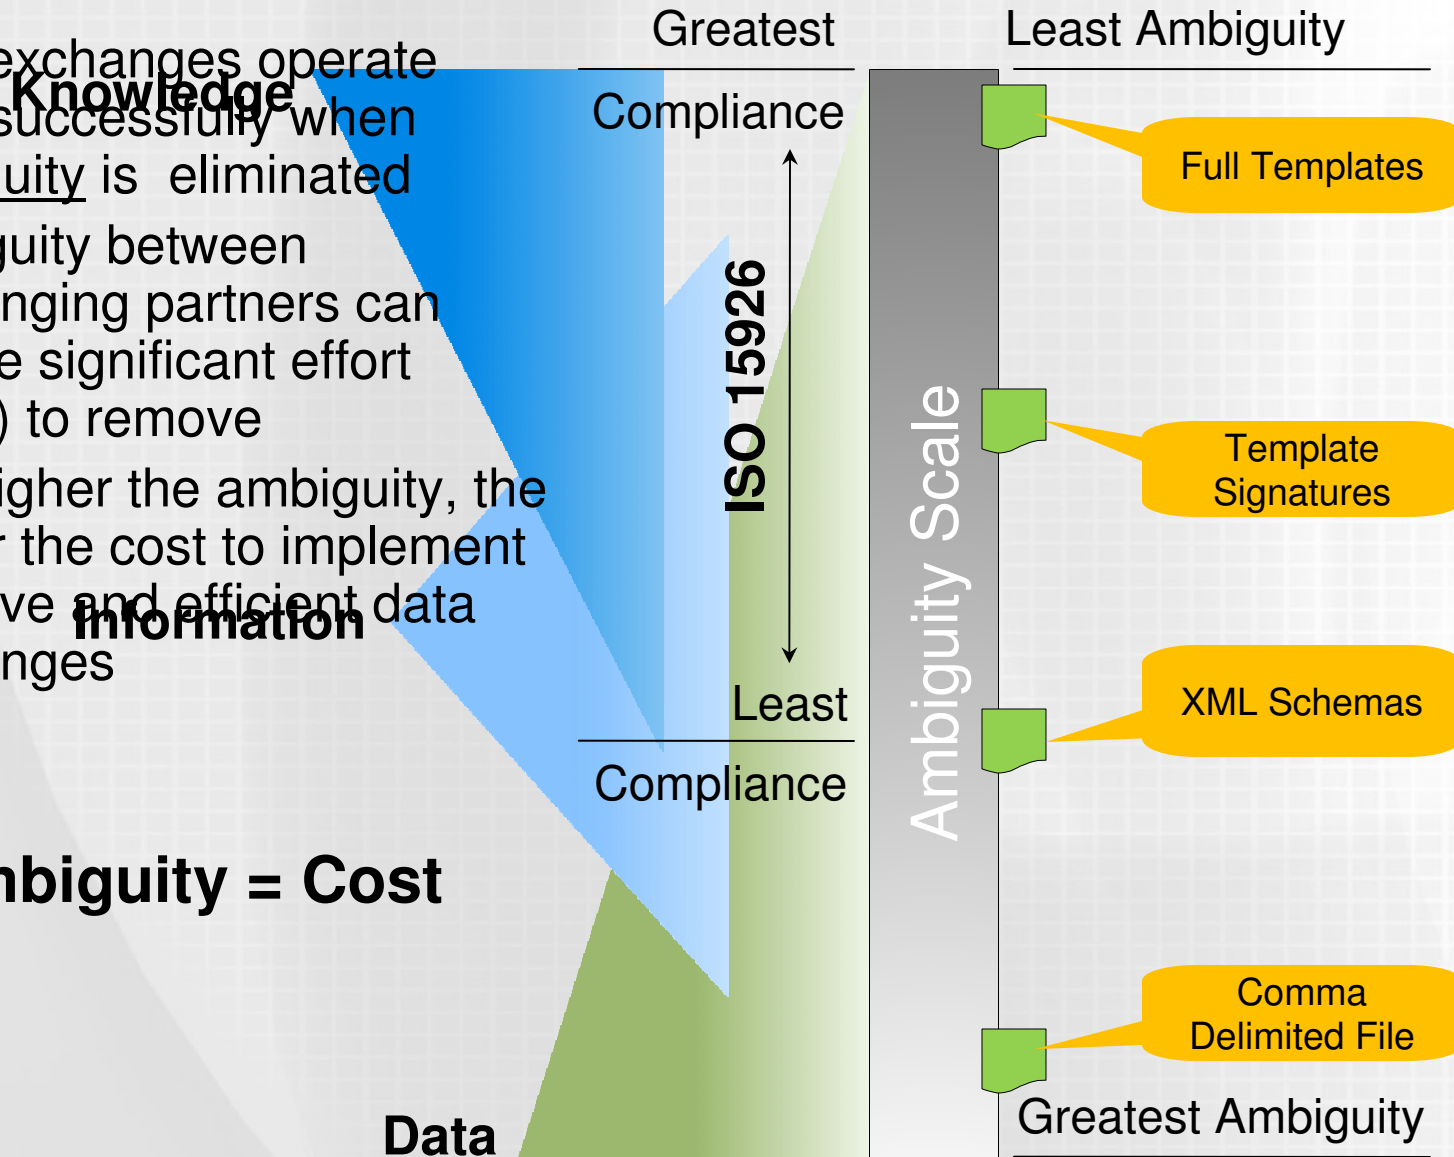 exchanges operate
successfully when
uity is eliminated
guity between
nging partners can
e significant effort
) to remove
igher the ambiguity, the
r the cost to implement
ve and efficient data
nges
Knowledge
Information
mbiguity = Cost
Data
Greatest
Compliance
ISO 15926
Least
Compliance
Ambiguity Scale
Least Ambiguity
Full Templates
Template
Signatures
XML Schemas
Comma
Delimited File
Greatest Ambiguity